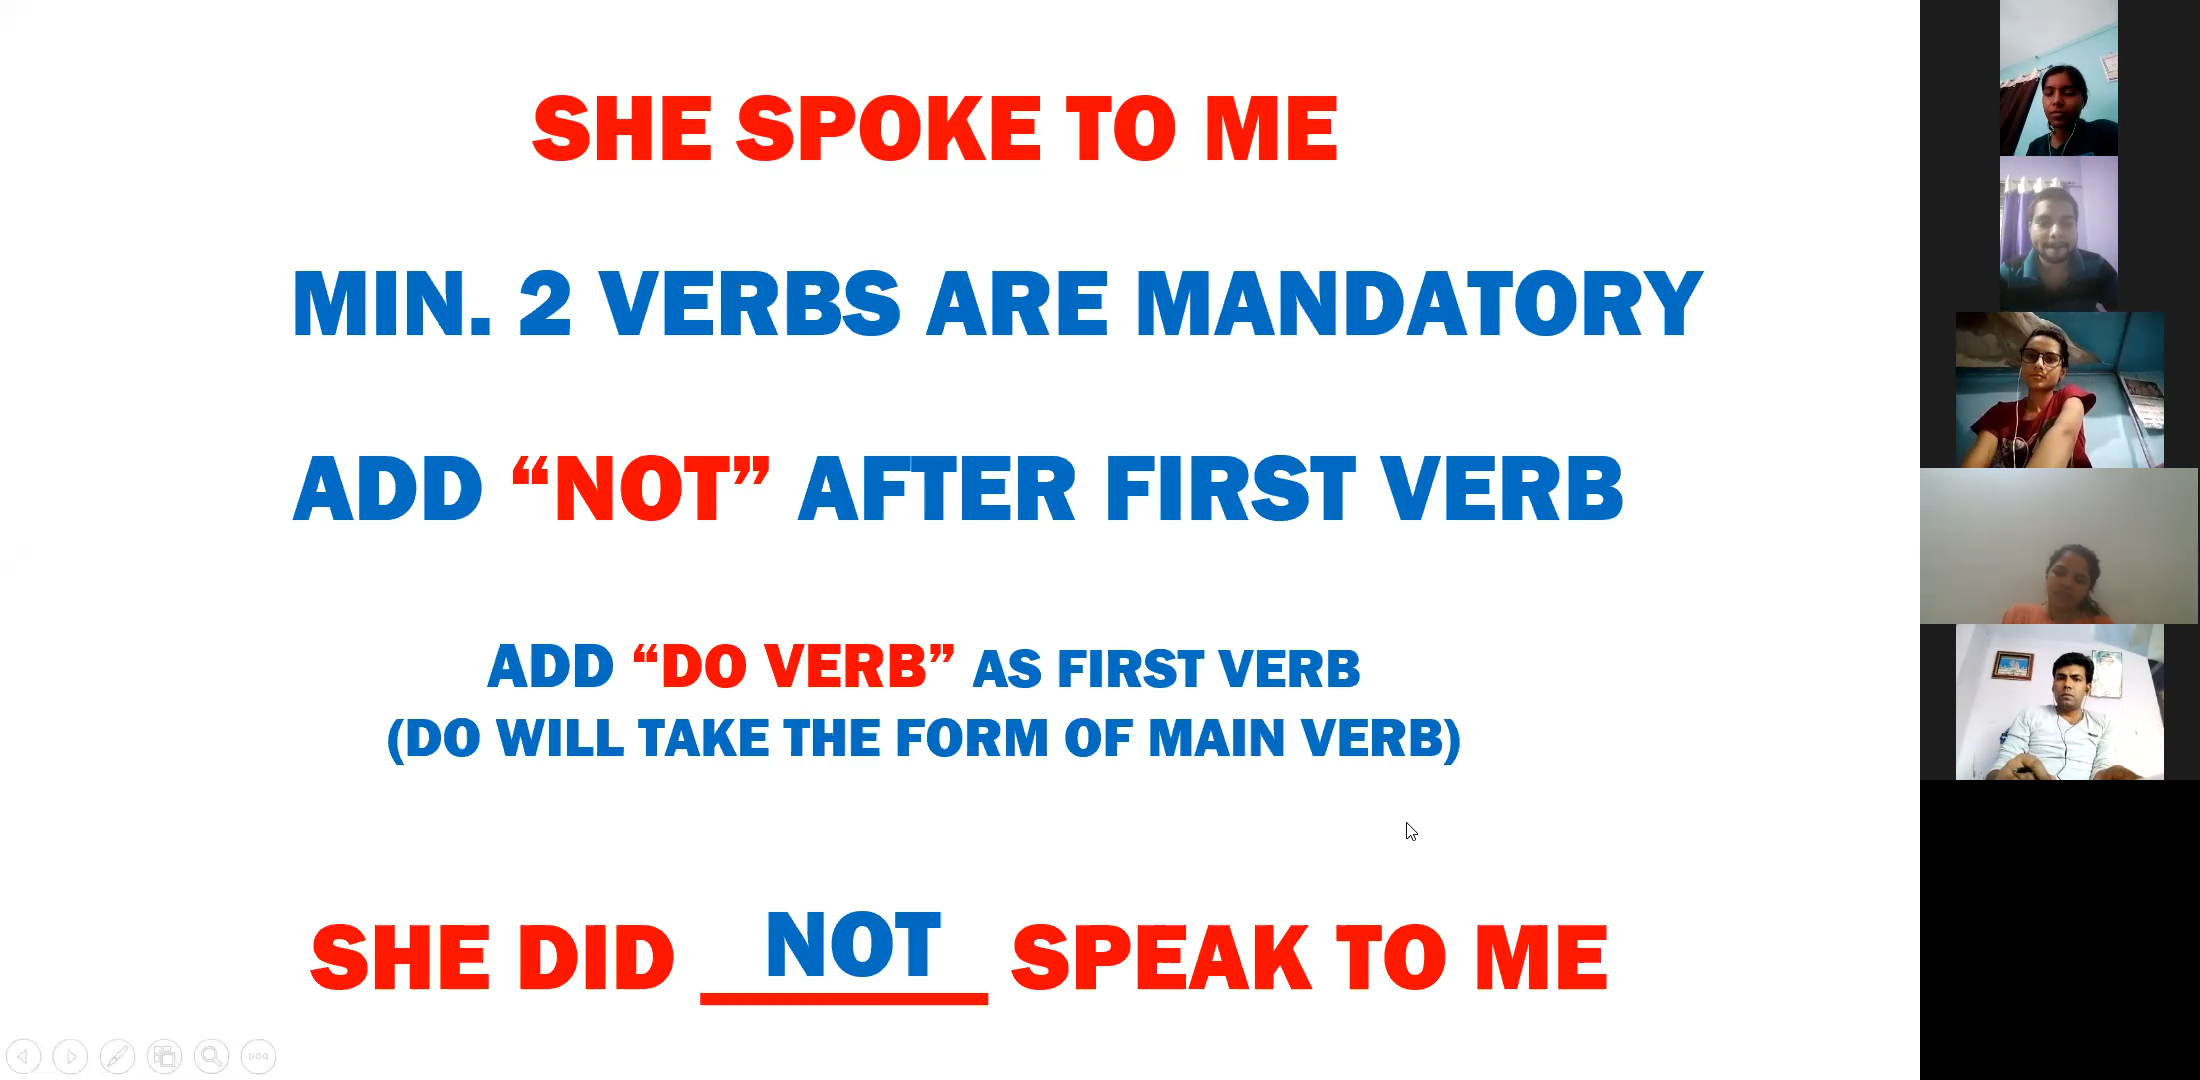 SHE SPOKE TO ME
MIN. 2 VERBS ARE MANDATORY
ADD “NOT” AFTER FIRST VERB
ADD “DO VERB” AS FIRST VERB
(DO WILL TAKE THE FORM OF MAIN VERB)
SHE DID NOT SPEAK TO ME